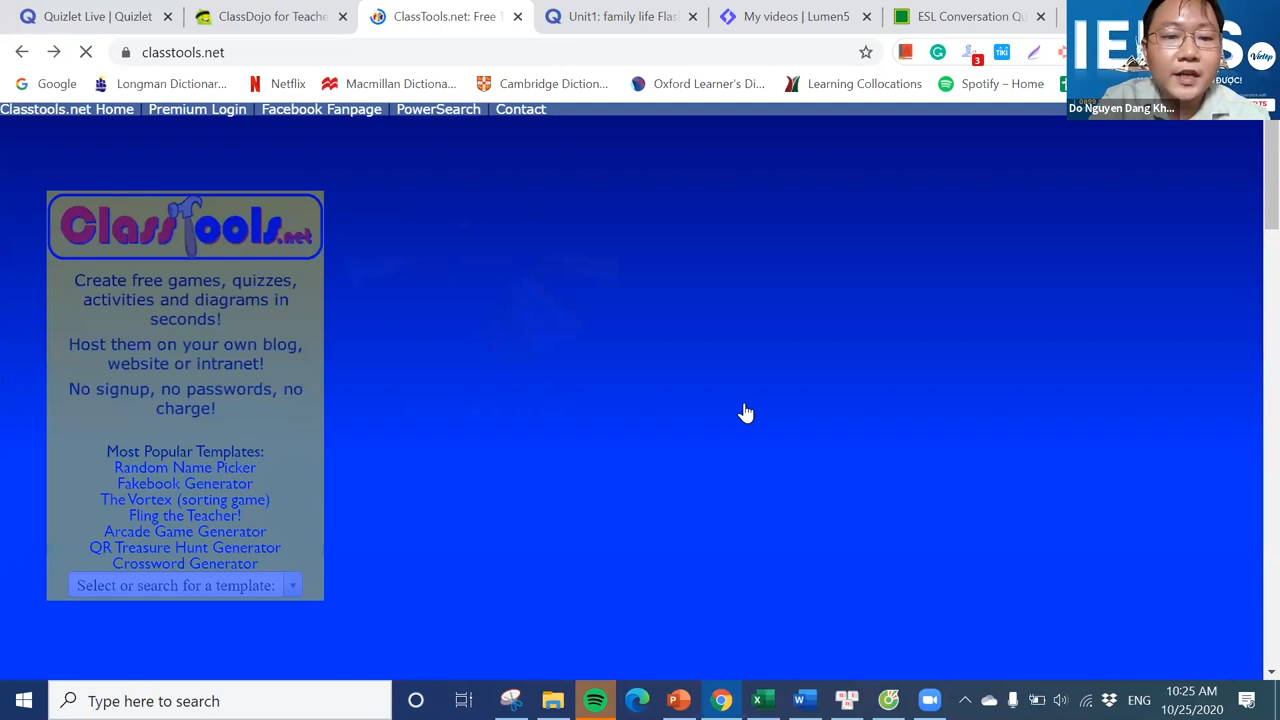 Quizlet Live | Quizlet
ClassDojo for Teache
ClassTools.net: Free T
Unit1: family life Flas
My videos | Lumen5
ESL Conversation Qu
classtools.net
3
Google
Longman Dictionar...
Netflix
Macmillan Dictionar...
Cambridge Diction...
Oxford Learner's Di...
Learning Collocatio...
Spotify – Home
Do Nguyen Dang Kh...
Classtools.net Home | Premium Login | Facebook Fanpage | PowerSearch | Contact
ClassTools.net
Create free games, quizzes,
activities and diagrams in
seconds!
Host them on your own blog,
website or intranet!
No signup, no passwords, no
charge!
Most Popular Templates:
Random Name Picker
Fakebook Generator
The Vortex (sorting game)
Fling the Teacher!
Arcade Game Generator
QR Treasure Hunt Generator
Crossword Generator
Select or search for a template:
Type here to search
ENG
10:25 AM
10/25/2020